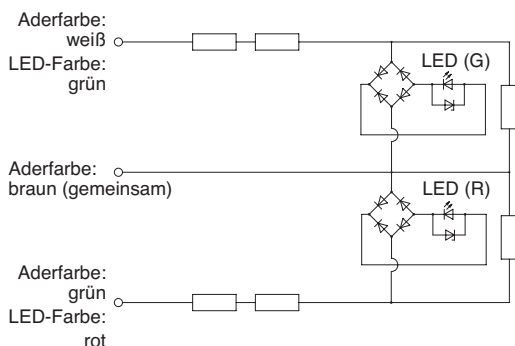 Aderfarbe:
weiß
LED-Farbe:
grün
LED (G)
Aderfarbe:
braun (gemeinsam)
LED (R)
Aderfarbe:
grün
LED-Farbe:
rot